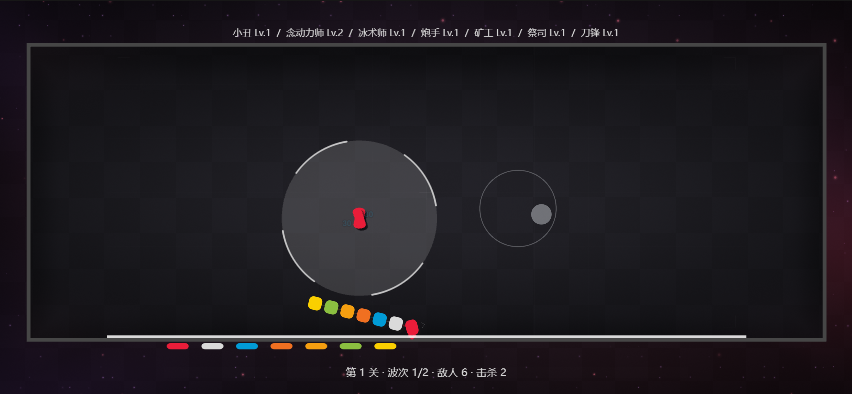 小丑 Lv.1 / 念动力师 Lv.2 / 冰术师 Lv.1 / 炮手 Lv.1 / 矿工 Lv.1 / 祭司 Lv.1 / 刀锋 Lv.1
第 1 关 · 波次 1/2 · 敌人 6 · 击杀 2